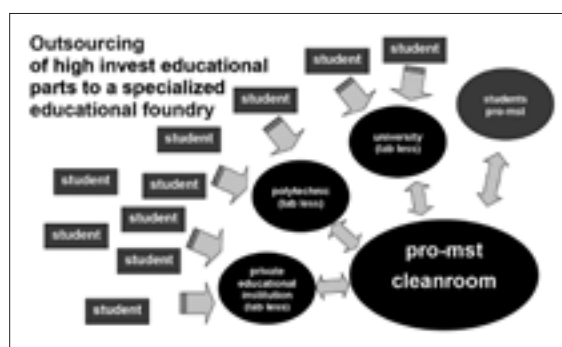 Outsourcing
of high invest educational
parts to a specialized
educational foundry
student
student
student
student
student
student
student
student
student
student
students
pro-mst
university
(lab less)
polytechnic
(lab less)
private
educational
institution
(lab less)
pro-mst
cleanroom